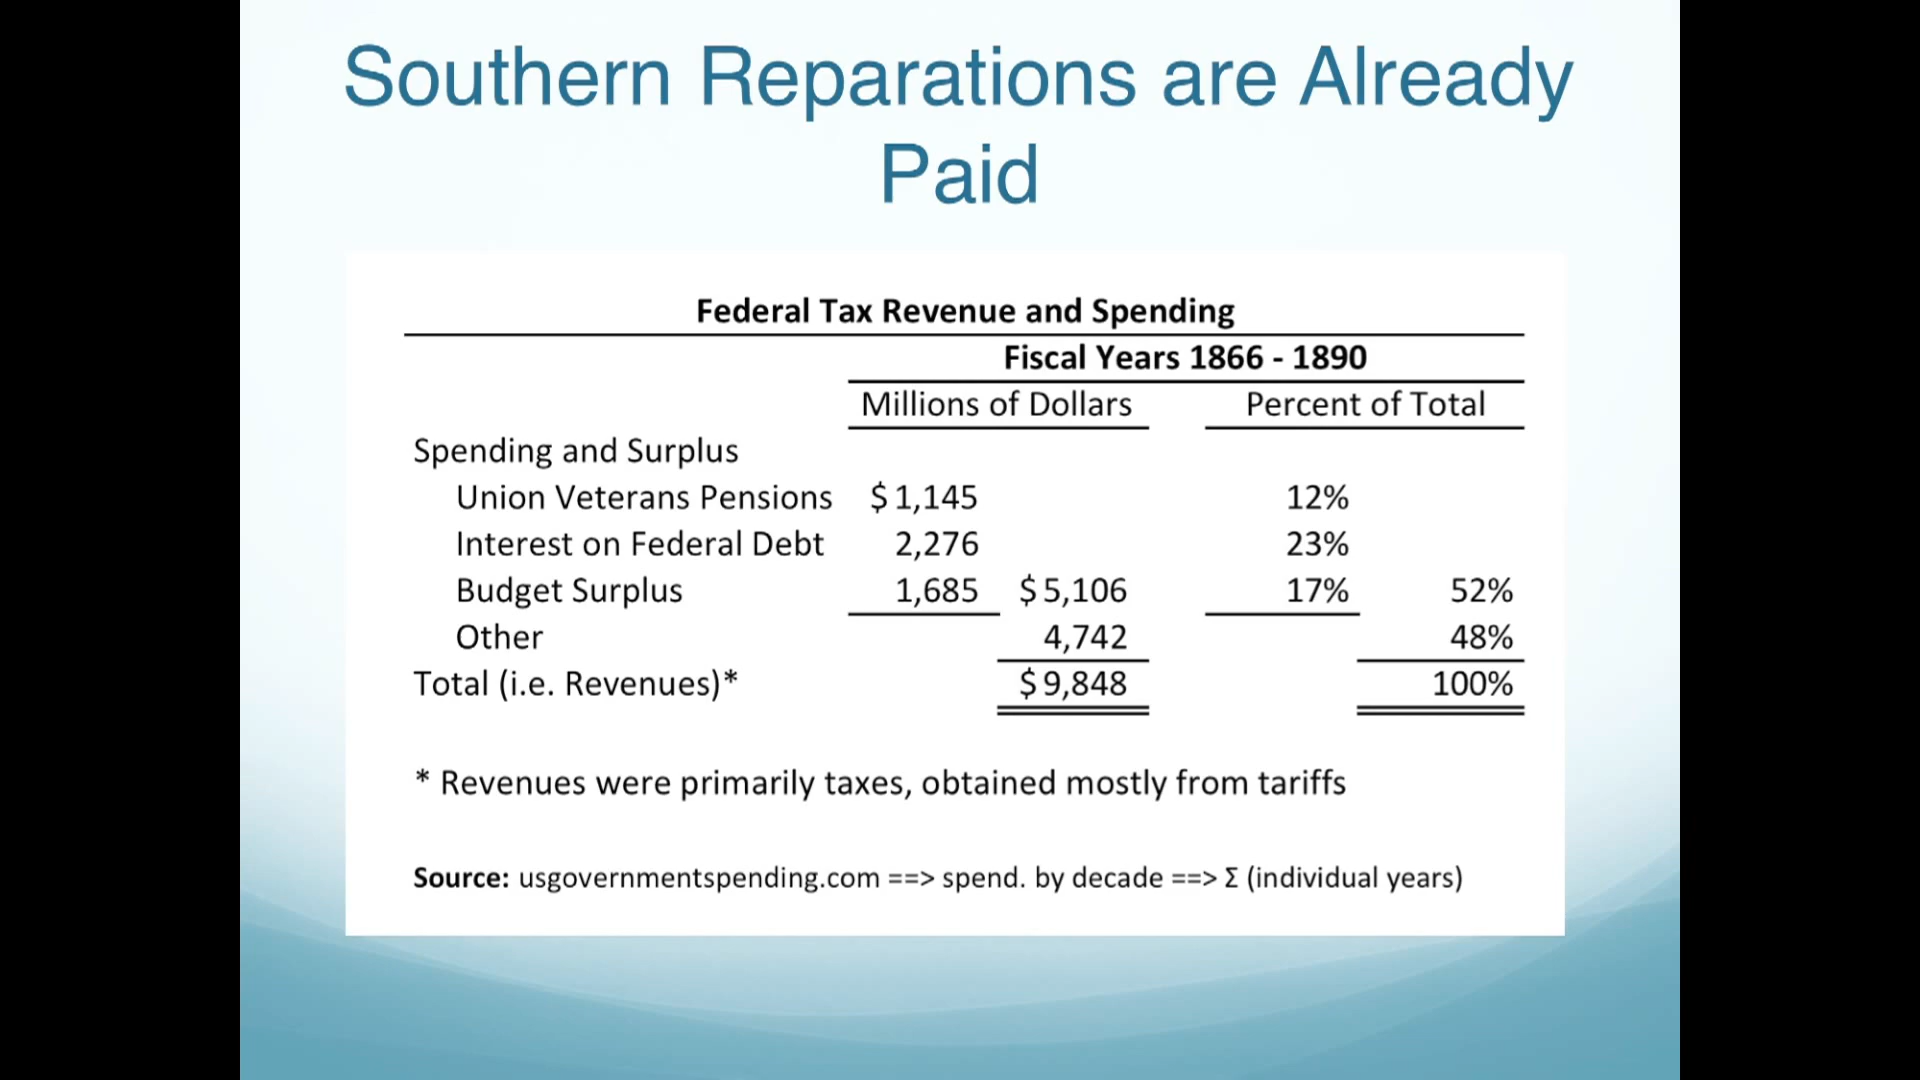 Southern Reparations are Already
Paid
Federal Tax Revenue and Spending
Fiscal Years 1866 - 1890
Millions of Dollars Percent of Total
Spending and Surplus
Union Veterans Pensions $ 1,145 12%
Interest on Federal Debt 2,276 23%
Budget Surplus 1,685 $ 5,106 17% 52%
Other 4,742 48%
Total (i.e. Revenues)* $ 9,848 100%
* Revenues were primarily taxes, obtained mostly from tariffs
Source: usgovernmentspending.com ==> spend. by decade ==> Σ (individual years)